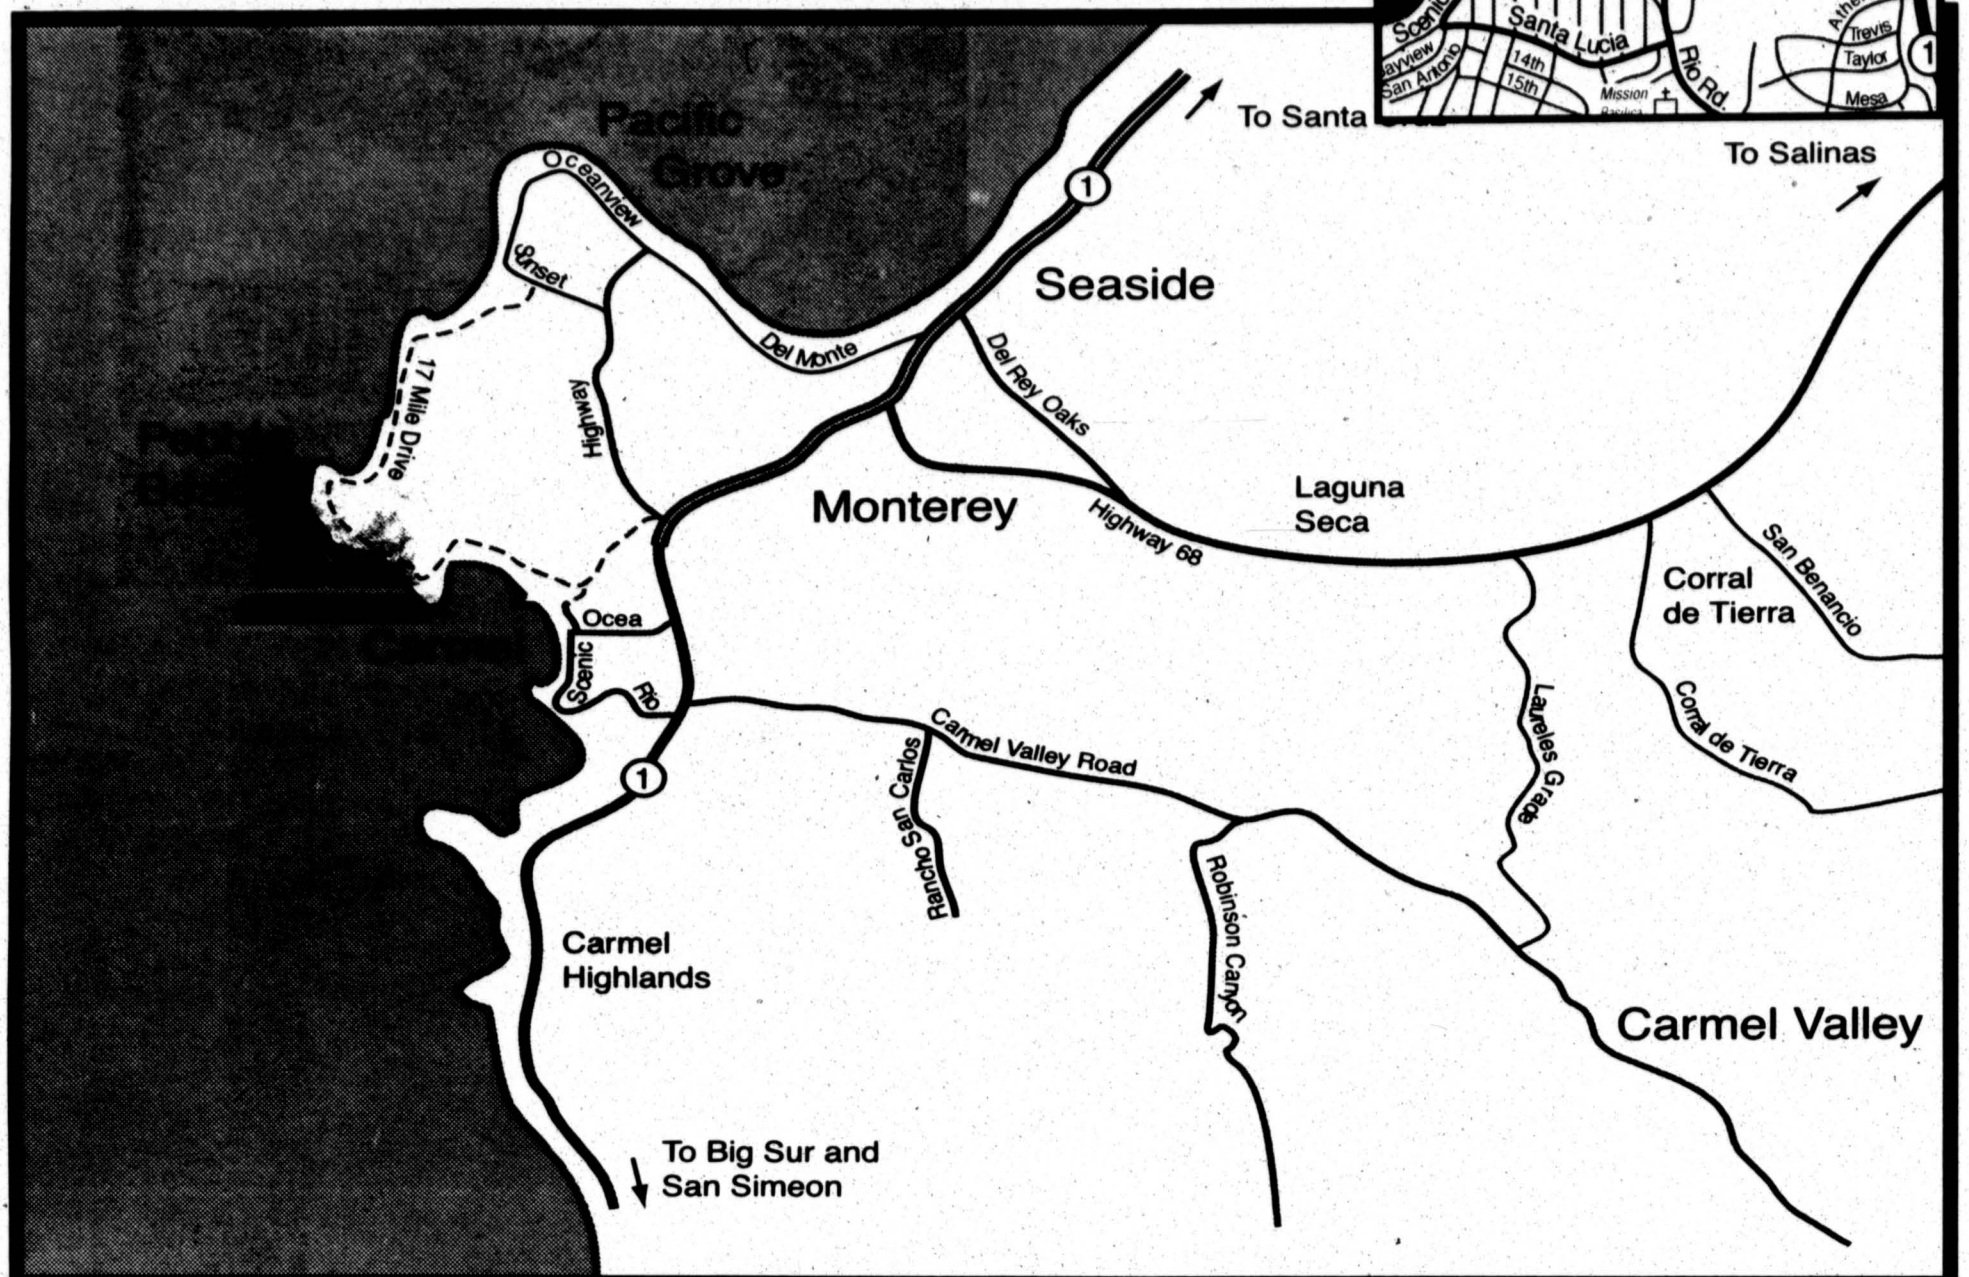 Scenic
Santa Lucia
San Antonio
14th
15th
Mission
Rio Rd.
Trevis
Taylor
Mesa
1
Pacific
Grove
To Santa
To Salinas
1
Oceanview
Sunset
Seaside
Del Monte
Del Rey Oaks
17 Mile Drive
Highway
Monterey
Laguna
Seca
Highway 68
San Benancio
Corral
de Tierra
Ocea
Carmel
Scenic
Rio
Corral de Tierra
Laureles Grade
Carmel Valley Road
Rancho San Carlos
1
Robinson Canyon
Carmel
Highlands
Carmel Valley
To Big Sur and
San Simeon